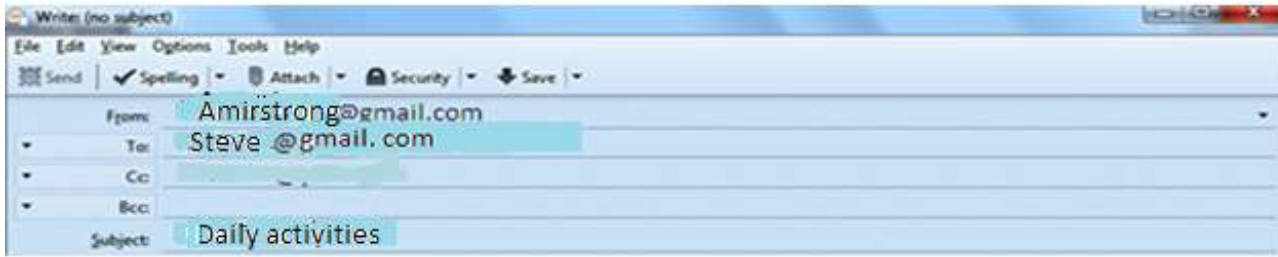 Write: (no subject)
File Edit View Options Tools Help
Send Spelling Attach Security Save
From: Amirstrong@gmail.com
To: Steve @gmail. com
Cc:
Bcc:
Subject: Daily activities